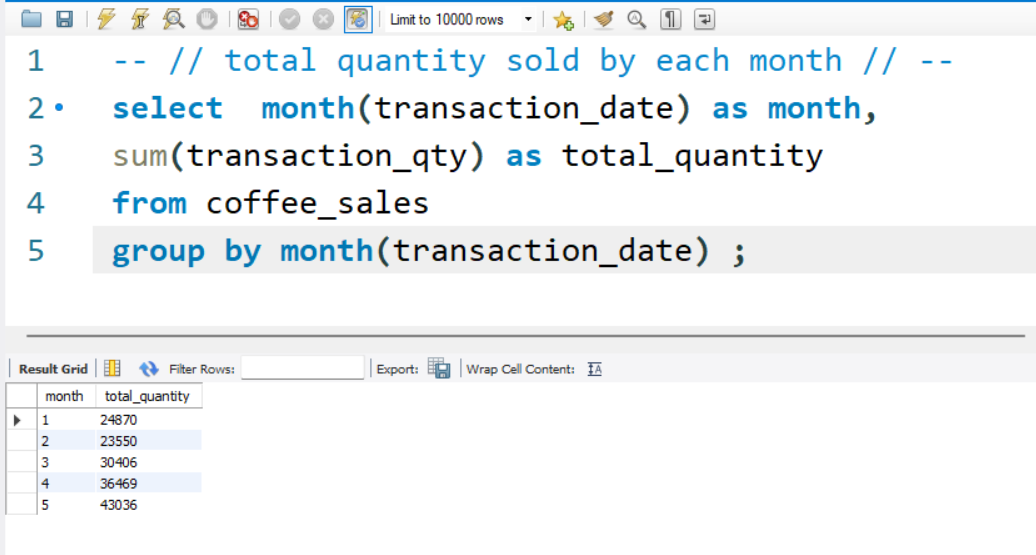 Limit to 10000 rows
1 -- // total quantity sold by each month // --
2 select  month(transaction_date) as month,
3 sum(transaction_qty) as total_quantity
4 from coffee_sales
5 group by month(transaction_date) ;
Result Grid Filter Rows: Export: Wrap Cell Content: IA
month total_quantity
1 24870
2 23550
3 30406
4 36469
5 43036